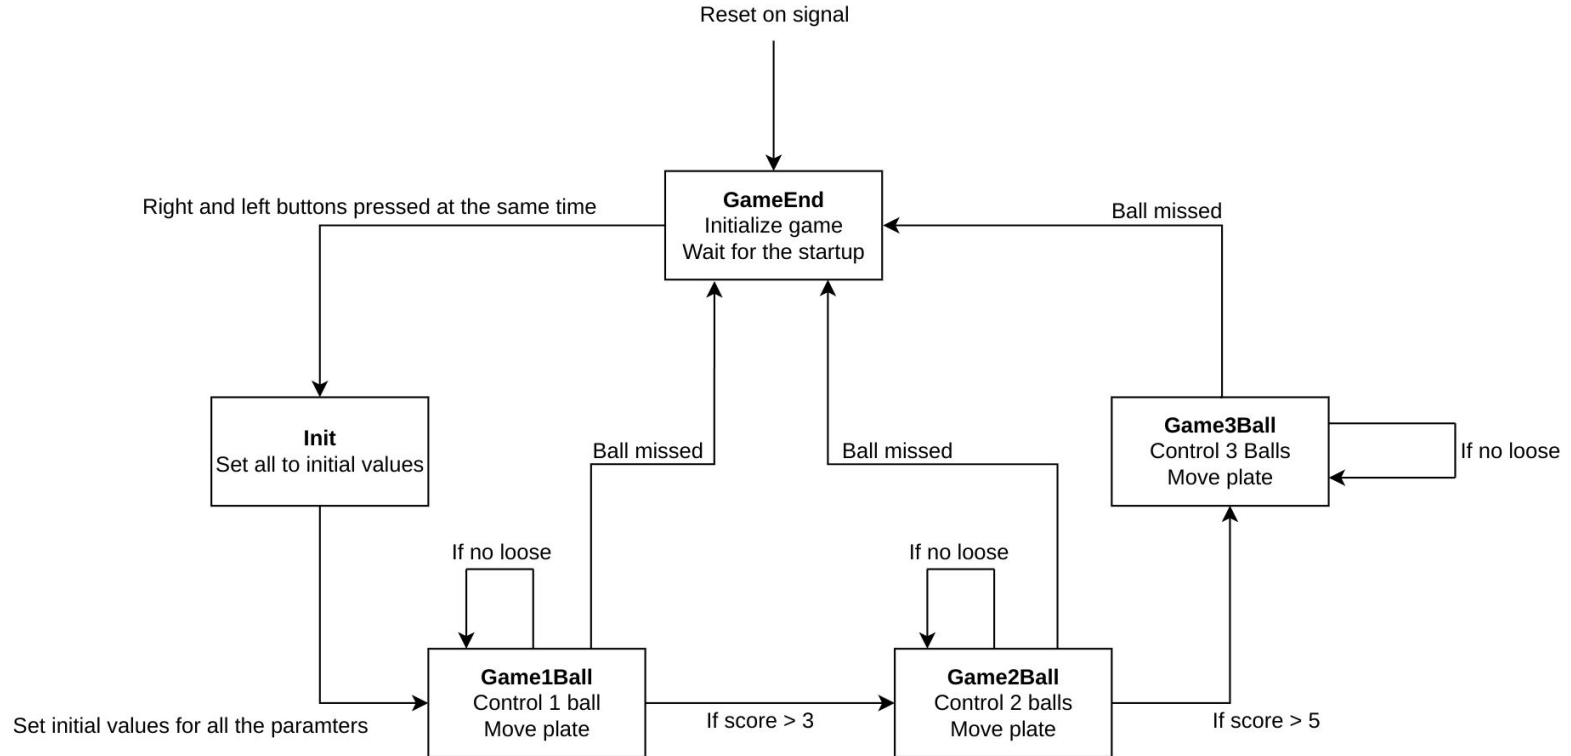 Reset on signal
Right and left buttons pressed at the same time
GameEnd
Initialize game
Wait for the startup
Ball missed
Init
Set all to initial values
Ball missed
Ball missed
Game3Ball
Control 3 Balls
Move plate
If no loose
If no loose
If no loose
Set initial values for all the paramters
Game1Ball
Control 1 ball
Move plate
If score > 3
Game2Ball
Control 2 balls
Move plate
If score > 5